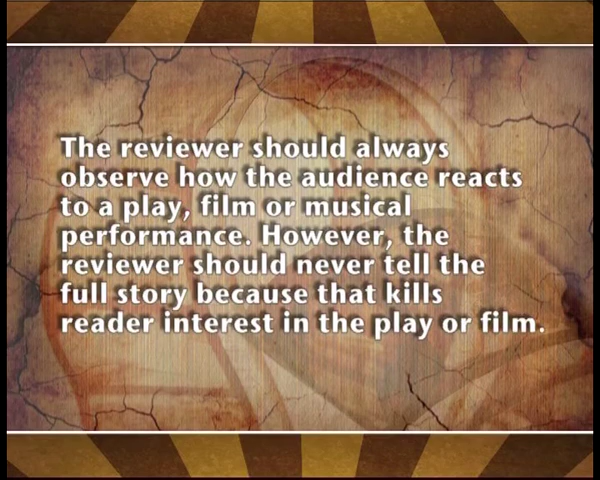 The reviewer should always
observe how the audience reacts
to a play, film or musical
performance. However, the
reviewer should never tell the
full story because that kills
reader interest in the play or film.